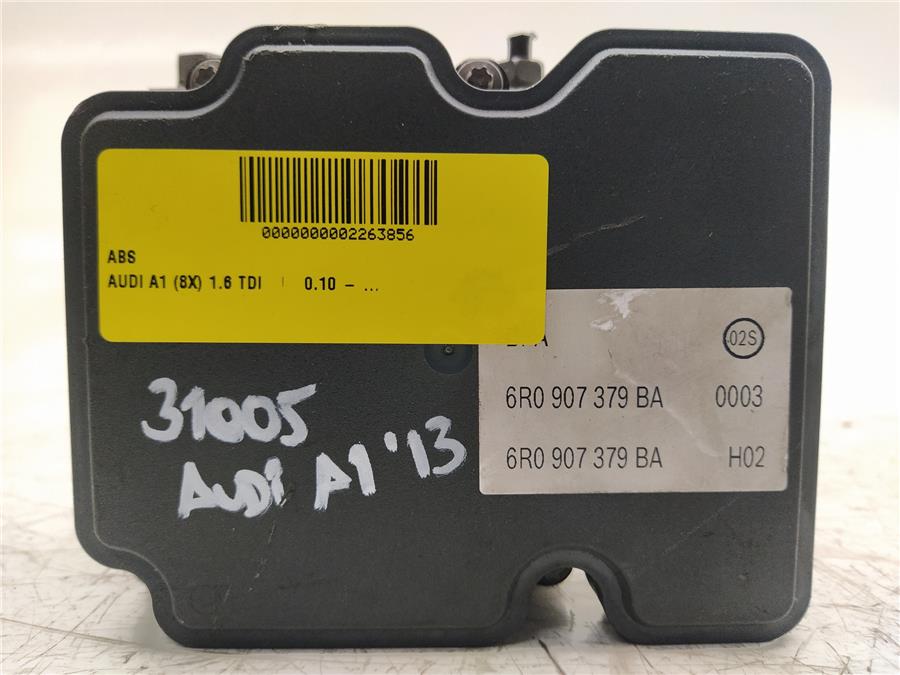 0000000002263856
ABS
AUDI A1 (8X) 1.6 TDI | 0.10 - ...
02S
6R0 907 379 BA 0003
6R0 907 379 BA H02
31005
AUDI A1 '13